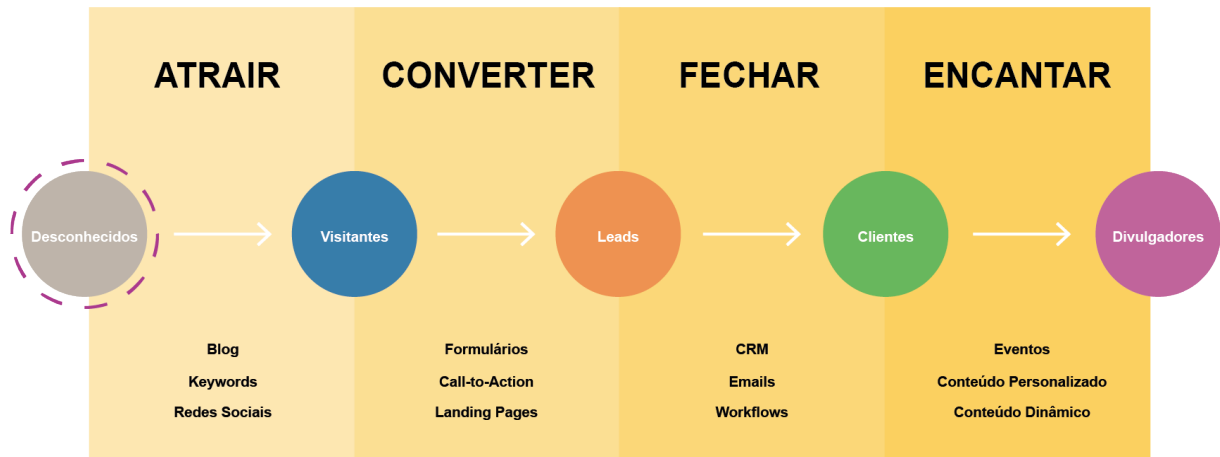 ATRAIR
CONVERTER
FECHAR
ENCANTAR
Desconhecidos
Visitantes
Leads
Clientes
Divulgadores
Blog
Keywords
Redes Sociais
Formulários
Call-to-Action
Landing Pages
CRM
Emails
Workflows
Eventos
Conteúdo Personalizado
Conteúdo Dinâmico